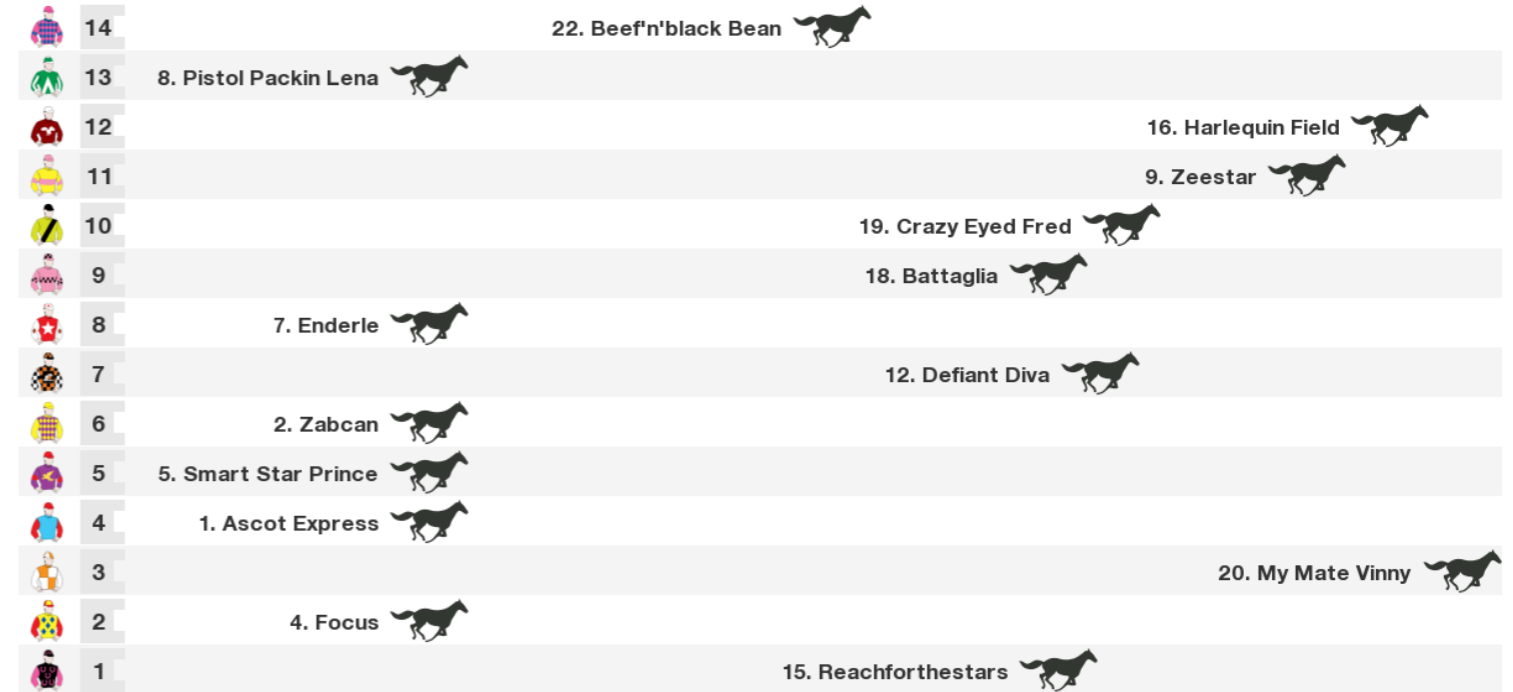 14 22. Beef'n'black Bean
13 8. Pistol Packin Lena
12 16. Harlequin Field
11 9. Zeestar
10 19. Crazy Eyed Fred
9 18. Battaglia
8 7. Enderle
7 12. Defiant Diva
6 2. Zabcan
5 5. Smart Star Prince
4 1. Ascot Express
3 20. My Mate Vinny
2 4. Focus
1 15. Reachforthestars